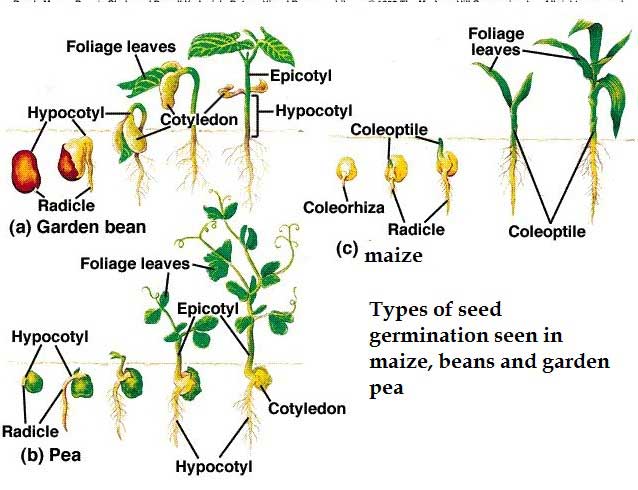 Foliage leaves
Epicotyl
Hypocotyl
Hypocotyl
Cotyledon
Radicle
(a) Garden bean
Foliage
leaves
Coleoptile
Coleorhiza
Radicle
Coleoptile
(c) maize
Foliage leaves
Epicotyl
Hypocotyl
Cotyledon
Radicle
(b) Pea
Hypocotyl
Types of seed
germination seen in
maize, beans and garden
pea